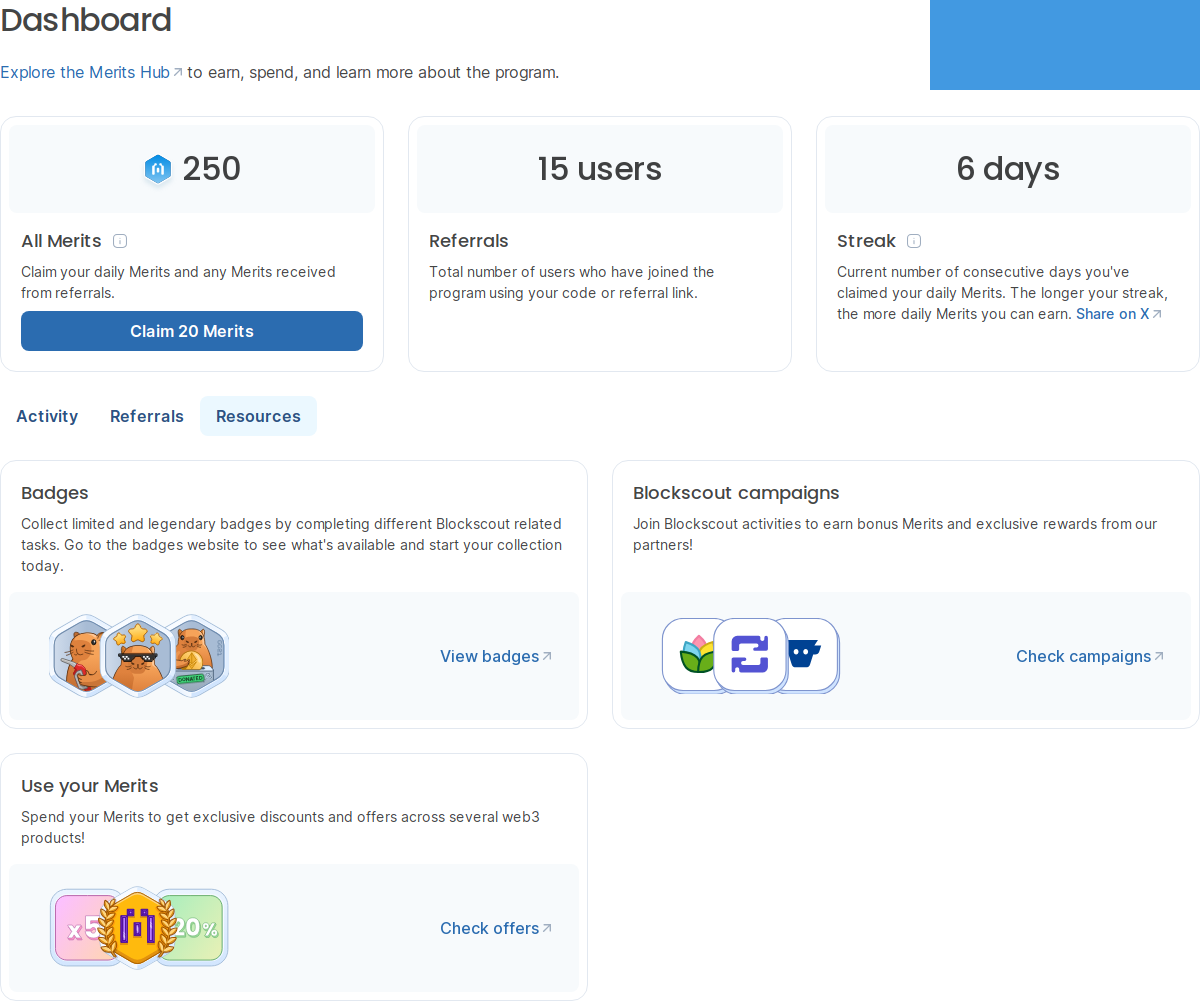 Dashboard
Explore the Merits Hub to earn, spend, and learn more about the program.
250
All Merits
Claim your daily Merits and any Merits received
from referrals.
Claim 20 Merits
15 users
Referrals
Total number of users who have joined the
program using your code or referral link.
6 days
Streak
Current number of consecutive days you've
claimed your daily Merits. The longer your streak,
the more daily Merits you can earn. Share on X
Activity
Referrals
Resources
Badges
Collect limited and legendary badges by completing different Blockscout related
tasks. Go to the badges website to see what's available and start your collection
today.
DONATED
View badges
Blockscout campaigns
Join Blockscout activities to earn bonus Merits and exclusive rewards from our
partners!
Check campaigns
Use your Merits
Spend your Merits to get exclusive discounts and offers across several web3
products!
x5
20%
Check offers